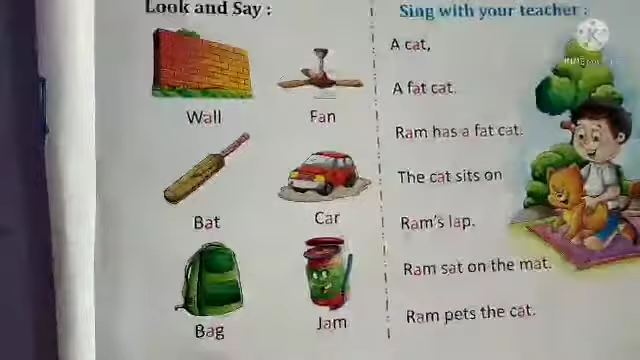 Look and Say :
Wall
Fan
Bat
Car
Bag
Jam
Sing with your teacher :
A cat,
A fat cat.
Ram has a fat cat.
The cat sits on
Ram's lap.
Ram sat on the mat.
Ram pets the cat.